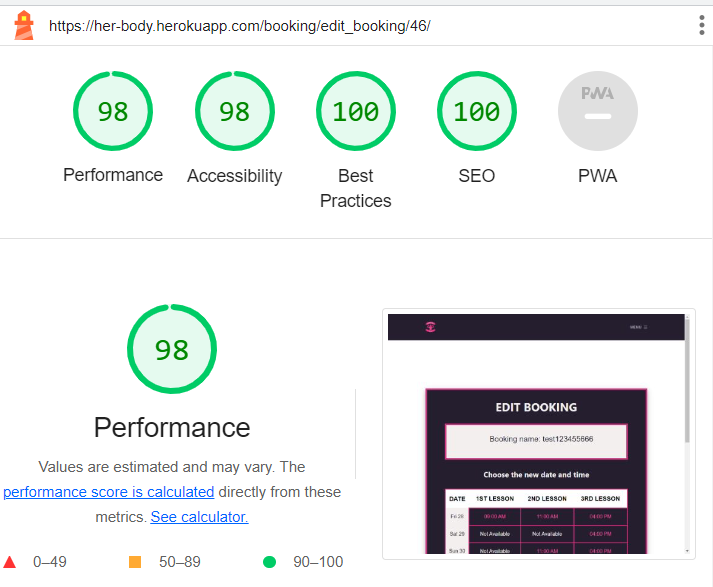 https://her-body.herokuapp.com/booking/edit_booking/46/
98 98 100 100 PWA
Performance Accessibility Best Practices SEO PWA
98
Performance
Values are estimated and may vary. The
performance score is calculated directly from these
metrics. See calculator.
0–49 50–89 90–100
MENU
EDIT BOOKING
Booking name: test123455666
Choose the new date and time
DATE 1ST LESSON 2ND LESSON 3RD LESSON
Fri 28 09:00 AM 11:00 AM 04:00 PM
Sat 29 Not Available Not Available Not Available
Sun 30 Not Available 11:00 AM 04:00 PM